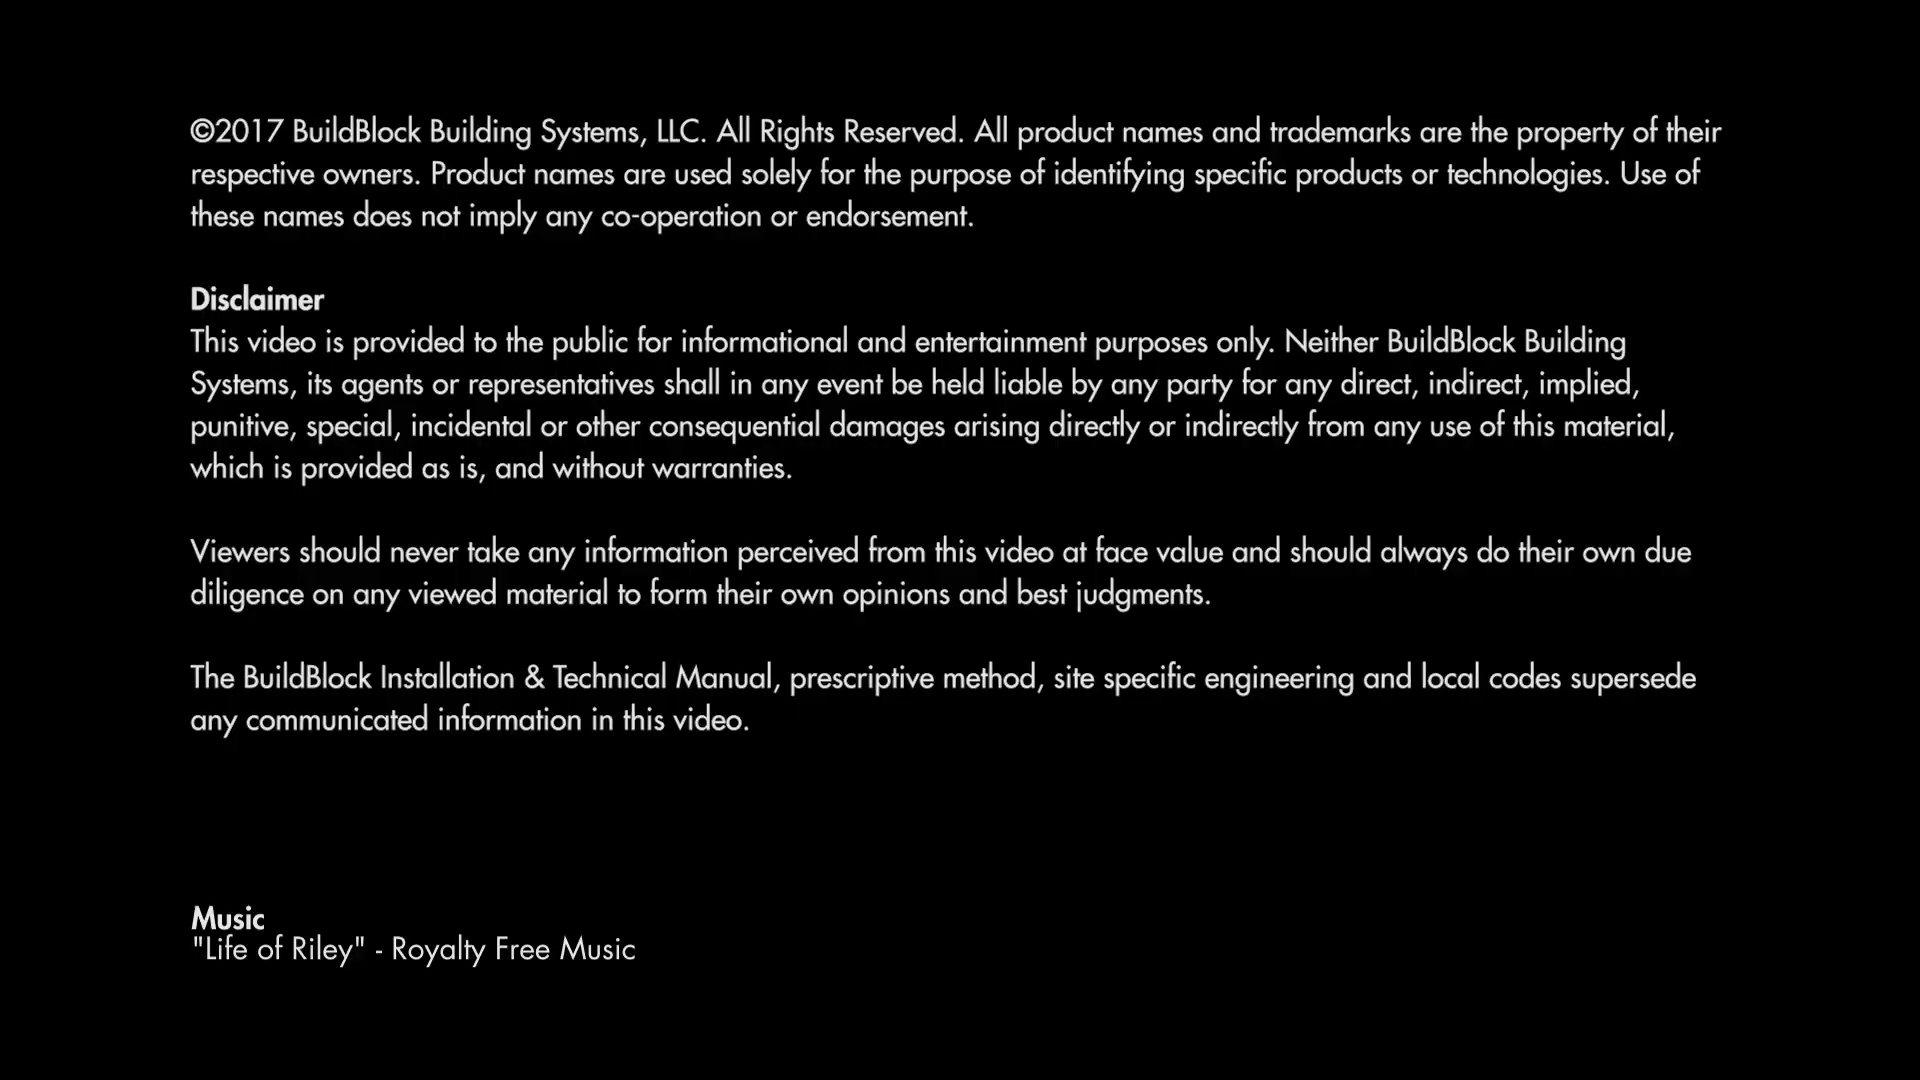 ©2017 BuildBlock Building Systems, LLC. All Rights Reserved. All product names and trademarks are the property of their
respective owners. Product names are used solely for the purpose of identifying specific products or technologies. Use of
these names does not imply any co-operation or endorsement.
Disclaimer
This video is provided to the public for informational and entertainment purposes only. Neither BuildBlock Building
Systems, its agents or representatives shall in any event be held liable by any party for any direct, indirect, implied,
punitive, special, incidental or other consequential damages arising directly or indirectly from any use of this material,
which is provided as is, and without warranties.
Viewers should never take any information perceived from this video at face value and should always do their own due
diligence on any viewed material to form their own opinions and best judgments.
The BuildBlock Installation & Technical Manual, prescriptive method, site specific engineering and local codes supersede
any communicated information in this video.
Music
"Life of Riley" - Royalty Free Music